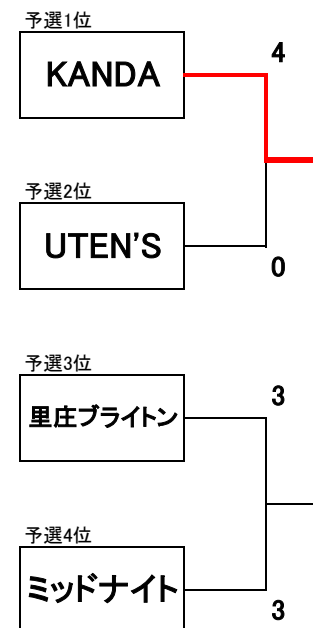 予選1位
KANDA
4
予選2位
UTEN'S
0
予選3位
里庄ブライトン
3
予選4位
ミッドナイト
3